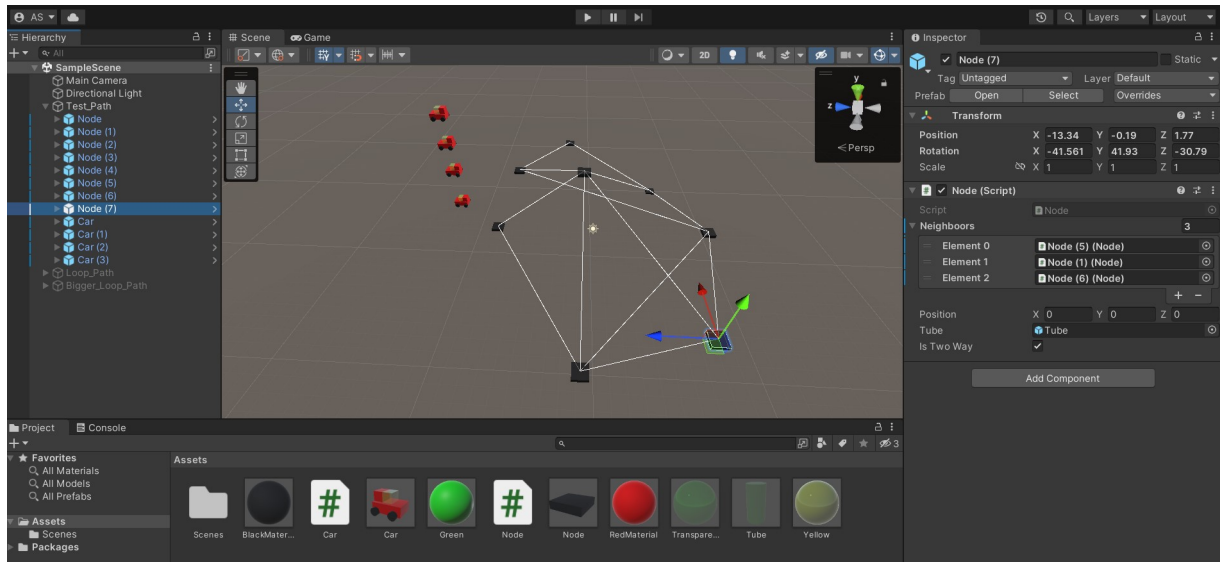 AS
Layers
Layout
Hierarchy
All
SampleScene
Main Camera
Directional Light
Test_Path
Node
Node (1)
Node (2)
Node (3)
Node (4)
Node (5)
Node (6)
Node (7)
Car
Car (1)
Car (2)
Car (3)
Loop_Path
Bigger_Loop_Path
Scene Game
2D
y
z
Persp
Inspector
Node (7) Static
Tag Untagged Layer Default
Prefab Open Select Overrides
Transform
Position X -13.34 Y -0.19 Z 1.77
Rotation X -41.561 Y 41.93 Z -30.79
Scale X 1 Y 1 Z 1
# Node (Script)
Script # Node
Neighboors 3
Element 0 # Node (5) (Node)
Element 1 # Node (1) (Node)
Element 2 # Node (6) (Node)
+ -
Position X 0 Y 0 Z 0
Tube Tube
Is Two Way
Add Component
Project Console
3
Favorites
All Materials
All Models
All Prefabs
Assets
Scenes
Packages
Assets
# #
Scenes BlackMater... Car Car Green Node Node RedMaterial Transpare... Tube Yellow